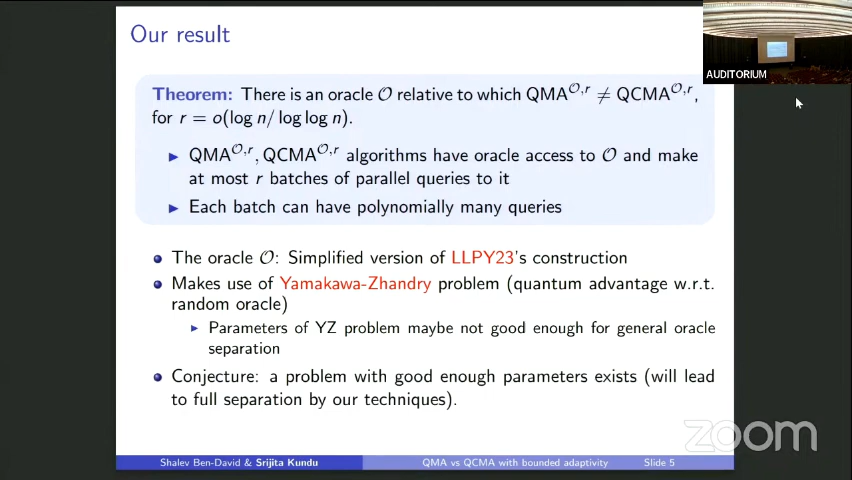 Our result
AUDITORIUM
Theorem: There is an oracle 𝒪 relative to which QMA^{𝒪,r} ≠ QCMA^{𝒪,r},
for r = o(log n/ log log n).
▶ QMA^{𝒪,r}, QCMA^{𝒪,r} algorithms have oracle access to 𝒪 and make
at most r batches of parallel queries to it
▶ Each batch can have polynomially many queries
The oracle 𝒪: Simplified version of LLPY23's construction
Makes use of Yamakawa-Zhandry problem (quantum advantage w.r.t.
random oracle)
▶ Parameters of YZ problem maybe not good enough for general oracle
separation
Conjecture: a problem with good enough parameters exists (will lead
to full separation by our techniques).
zoom
Shalev Ben-David & Srijita Kundu QMA vs QCMA with bounded adaptivity Slide 5